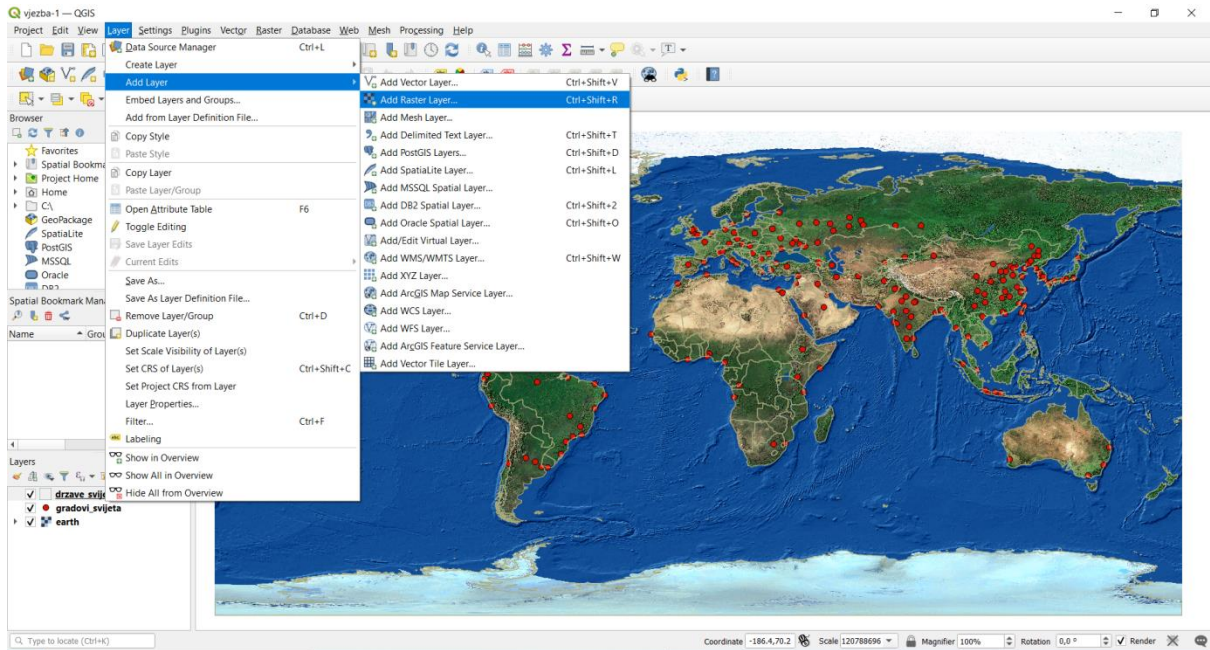 vjezba-1 — QGIS
Project Edit View Layer Settings Plugins Vector Raster Database Web Mesh Processing Help
Data Source Manager Ctrl+L
Create Layer
Add Layer
Embed Layers and Groups...
Add from Layer Definition File...
Copy Style
Paste Style
Copy Layer
Paste Layer/Group
Open Attribute Table F6
Toggle Editing
Save Layer Edits
Current Edits
Save As...
Save As Layer Definition File...
Remove Layer/Group Ctrl+D
Duplicate Layer(s)
Set Scale Visibility of Layer(s)
Set CRS of Layer(s) Ctrl+Shift+C
Set Project CRS from Layer
Layer Properties...
Filter... Ctrl+F
Labeling
Show in Overview
Show All in Overview
Hide All from Overview
Add Vector Layer... Ctrl+Shift+V
Add Raster Layer... Ctrl+Shift+R
Add Mesh Layer...
Add Delimited Text Layer... Ctrl+Shift+T
Add PostGIS Layers... Ctrl+Shift+D
Add SpatiaLite Layer... Ctrl+Shift+L
Add MSSQL Spatial Layer...
Add DB2 Spatial Layer... Ctrl+Shift+2
Add Oracle Spatial Layer... Ctrl+Shift+O
Add/Edit Virtual Layer...
Add WMS/WMTS Layer... Ctrl+Shift+W
Add XYZ Layer...
Add ArcGIS Map Service Layer...
Add WCS Layer...
Add WFS Layer...
Add ArcGIS Feature Service Layer...
Add Vector Tile Layer...
Browser
Favorites
Spatial Bookma
Project Home
Home
C:\
GeoPackage
SpatiaLite
PostGIS
MSSQL
Oracle
DB2
Spatial Bookmark Man
Name Grou
Layers
drzave_svije
gradovi_svijeta
earth
Type to locate (Ctrl+K)
Coordinate -186.4,70.2 Scale 120788696 Magnifier 100% Rotation 0,0 ° Render